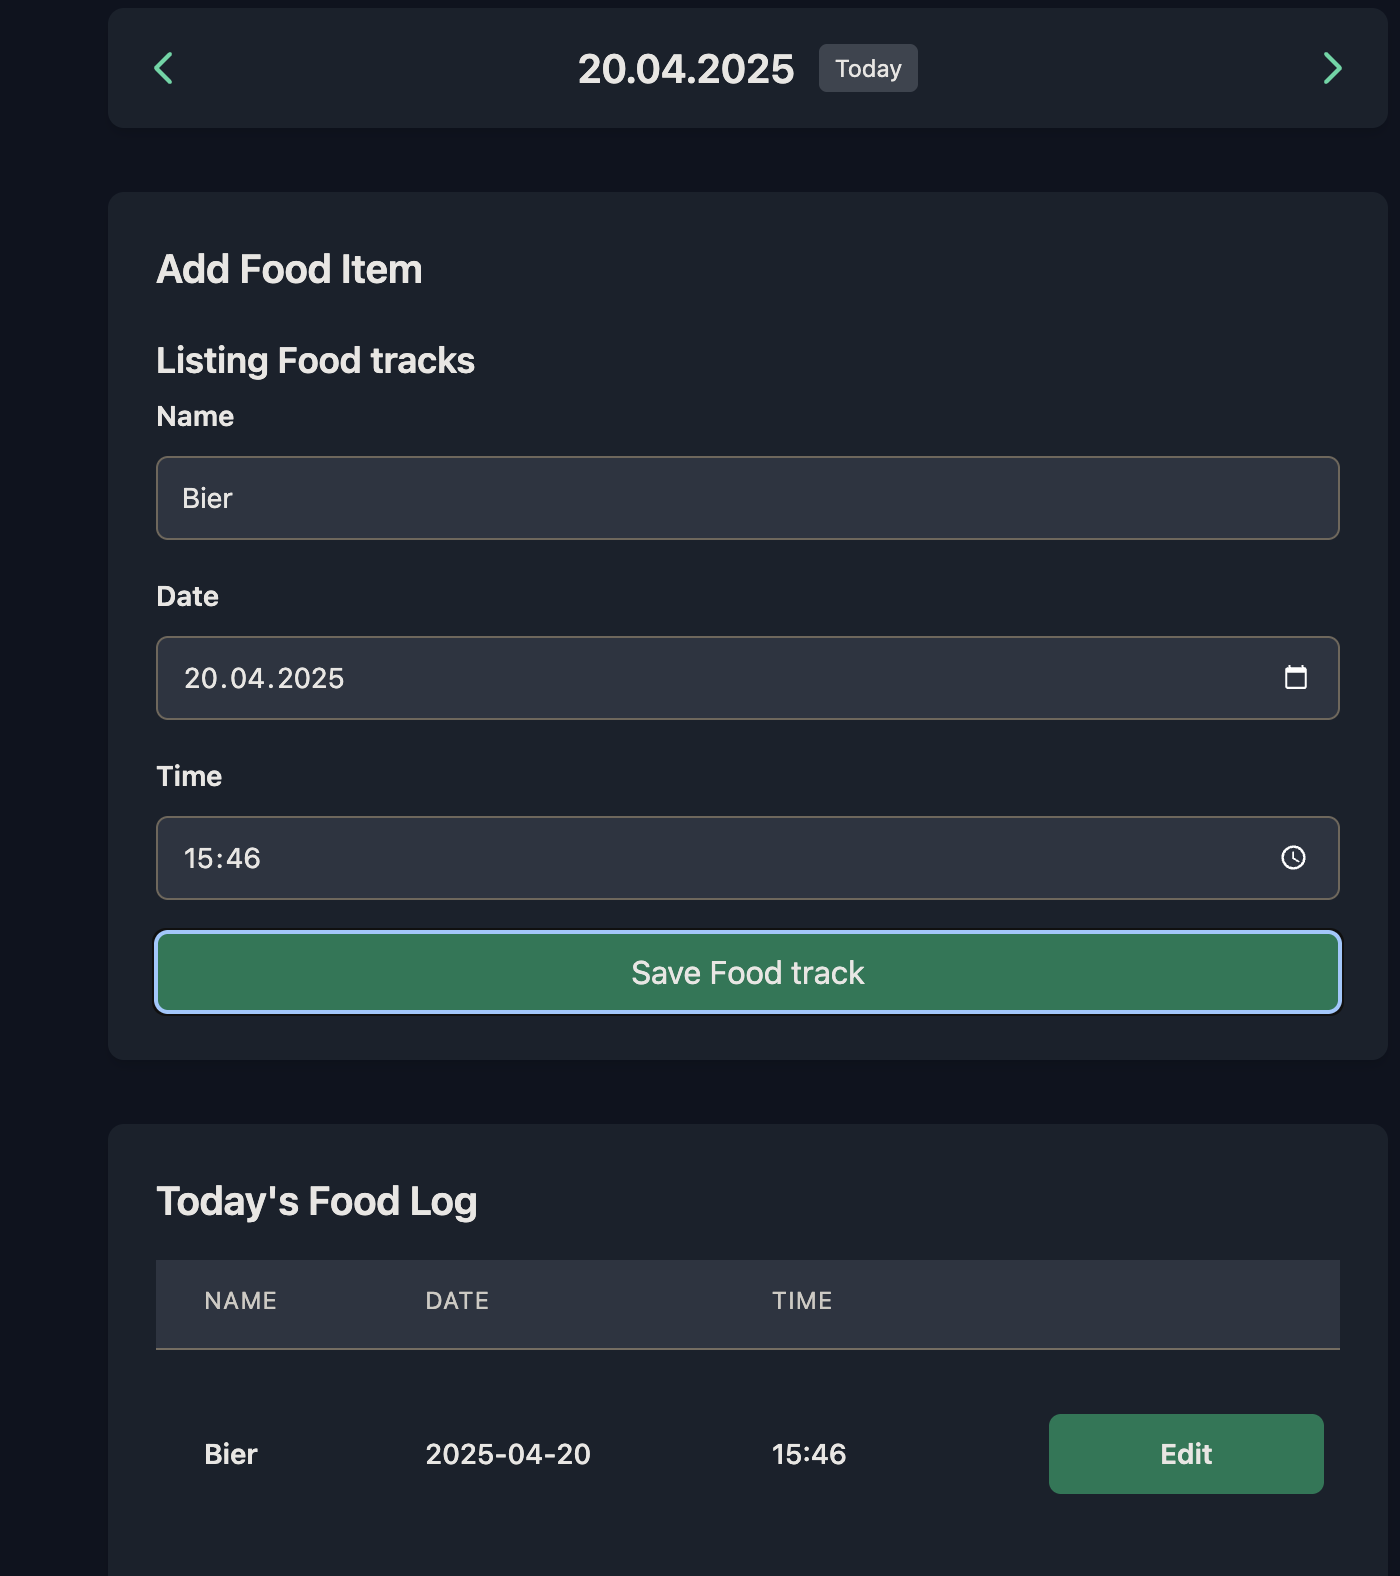 20.04.2025 Today
Add Food Item
Listing Food tracks
Name
Bier
Date
20.04.2025
Time
15:46
Save Food track
Today's Food Log
NAME DATE TIME
Bier 2025-04-20 15:46 Edit